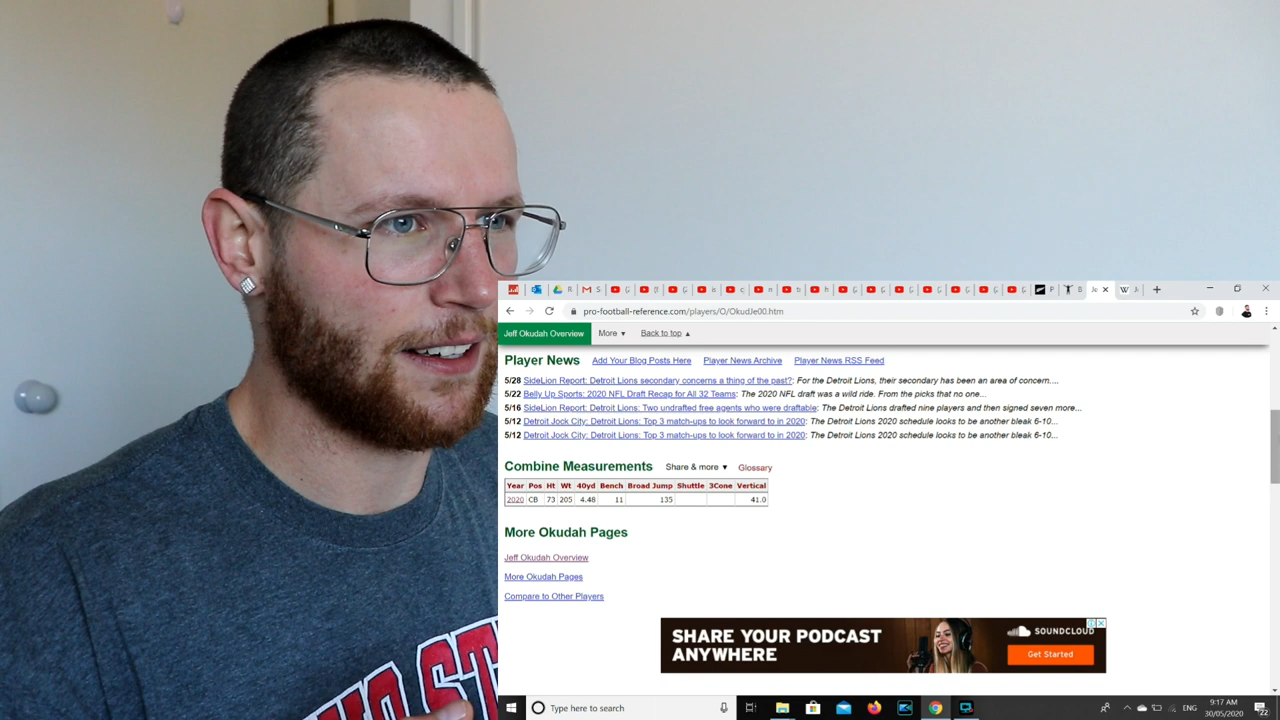 pro-football-reference.com/players/O/OkudJe00.htm
Jeff Okudah Overview More ▼ Back to top ▲
Player News Add Your Blog Posts Here Player News Archive Player News RSS Feed
5/28 SideLion Report: Detroit Lions secondary concerns a thing of the past?: For the Detroit Lions, their secondary has been an area of concern....
5/22 Belly Up Sports: 2020 NFL Draft Recap for All 32 Teams: The 2020 NFL draft was a wild ride. From the picks that no one...
5/16 SideLion Report: Detroit Lions: Two undrafted free agents who were draftable: The Detroit Lions drafted nine players and then signed seven more...
5/12 Detroit Jock City: Detroit Lions: Top 3 match-ups to look forward to in 2020: The Detroit Lions 2020 schedule looks to be another bleak 6-10...
5/12 Detroit Jock City: Detroit Lions: Top 3 match-ups to look forward to in 2020: The Detroit Lions 2020 schedule looks to be another bleak 6-10...
Combine Measurements Share & more ▼ Glossary
Year Pos Ht Wt 40yd Bench Broad Jump Shuttle 3Cone Vertical
2020 CB 73 205 4.48 11 135 41.0
More Okudah Pages
Jeff Okudah Overview
More Okudah Pages
Compare to Other Players
SHARE YOUR PODCAST
ANYWHERE
SOUNDCLOUD
Get Started
Type here to search
ENG
9:17 AM
30/05/2020
22